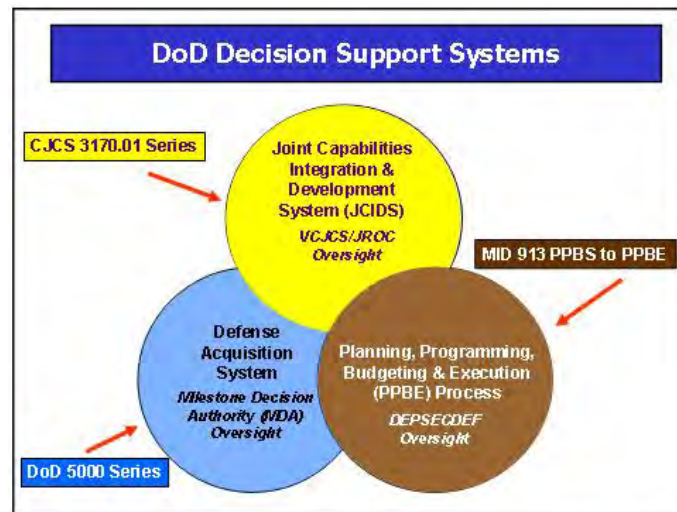 DoD Decision Support Systems
CJCS 3170.01 Series
Joint Capabilities
Integration &
Development
System (JCIDS)
VCJCS/JROC
Oversight
MID 913 PPBS to PPBE
Defense
Acquisition
System
Milestone Decision
Authority (MDA)
Oversight
Planning, Programming,
Budgeting & Execution
(PPBE) Process
DEPSECDEF
Oversight
DoD 5000 Series